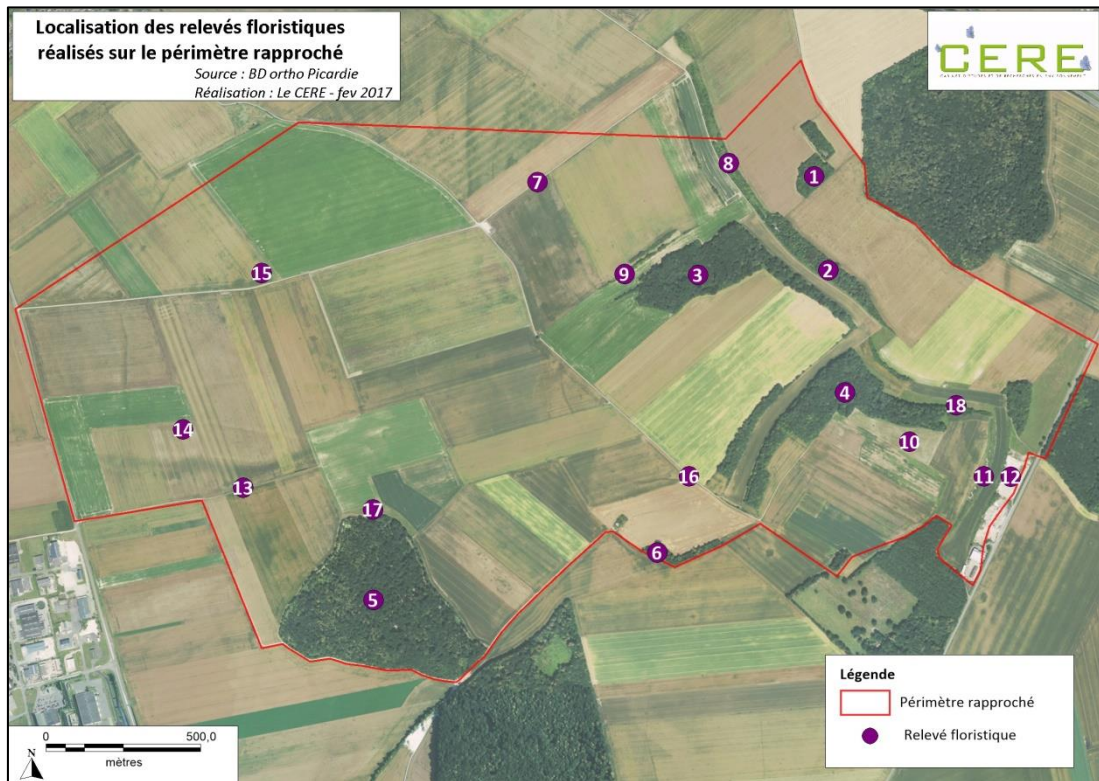 Localisation des relevés floristiques
réalisés sur le périmètre rapproché
Source : BD ortho Picardie
Réalisation : Le CERE - fev 2017
CERE
8
1
7
2
15
9
3
4
18
14
10
13
16
11
12
17
6
5
Légende
Périmètre rapproché
Relevé floristique
0 500,0
mètres
N